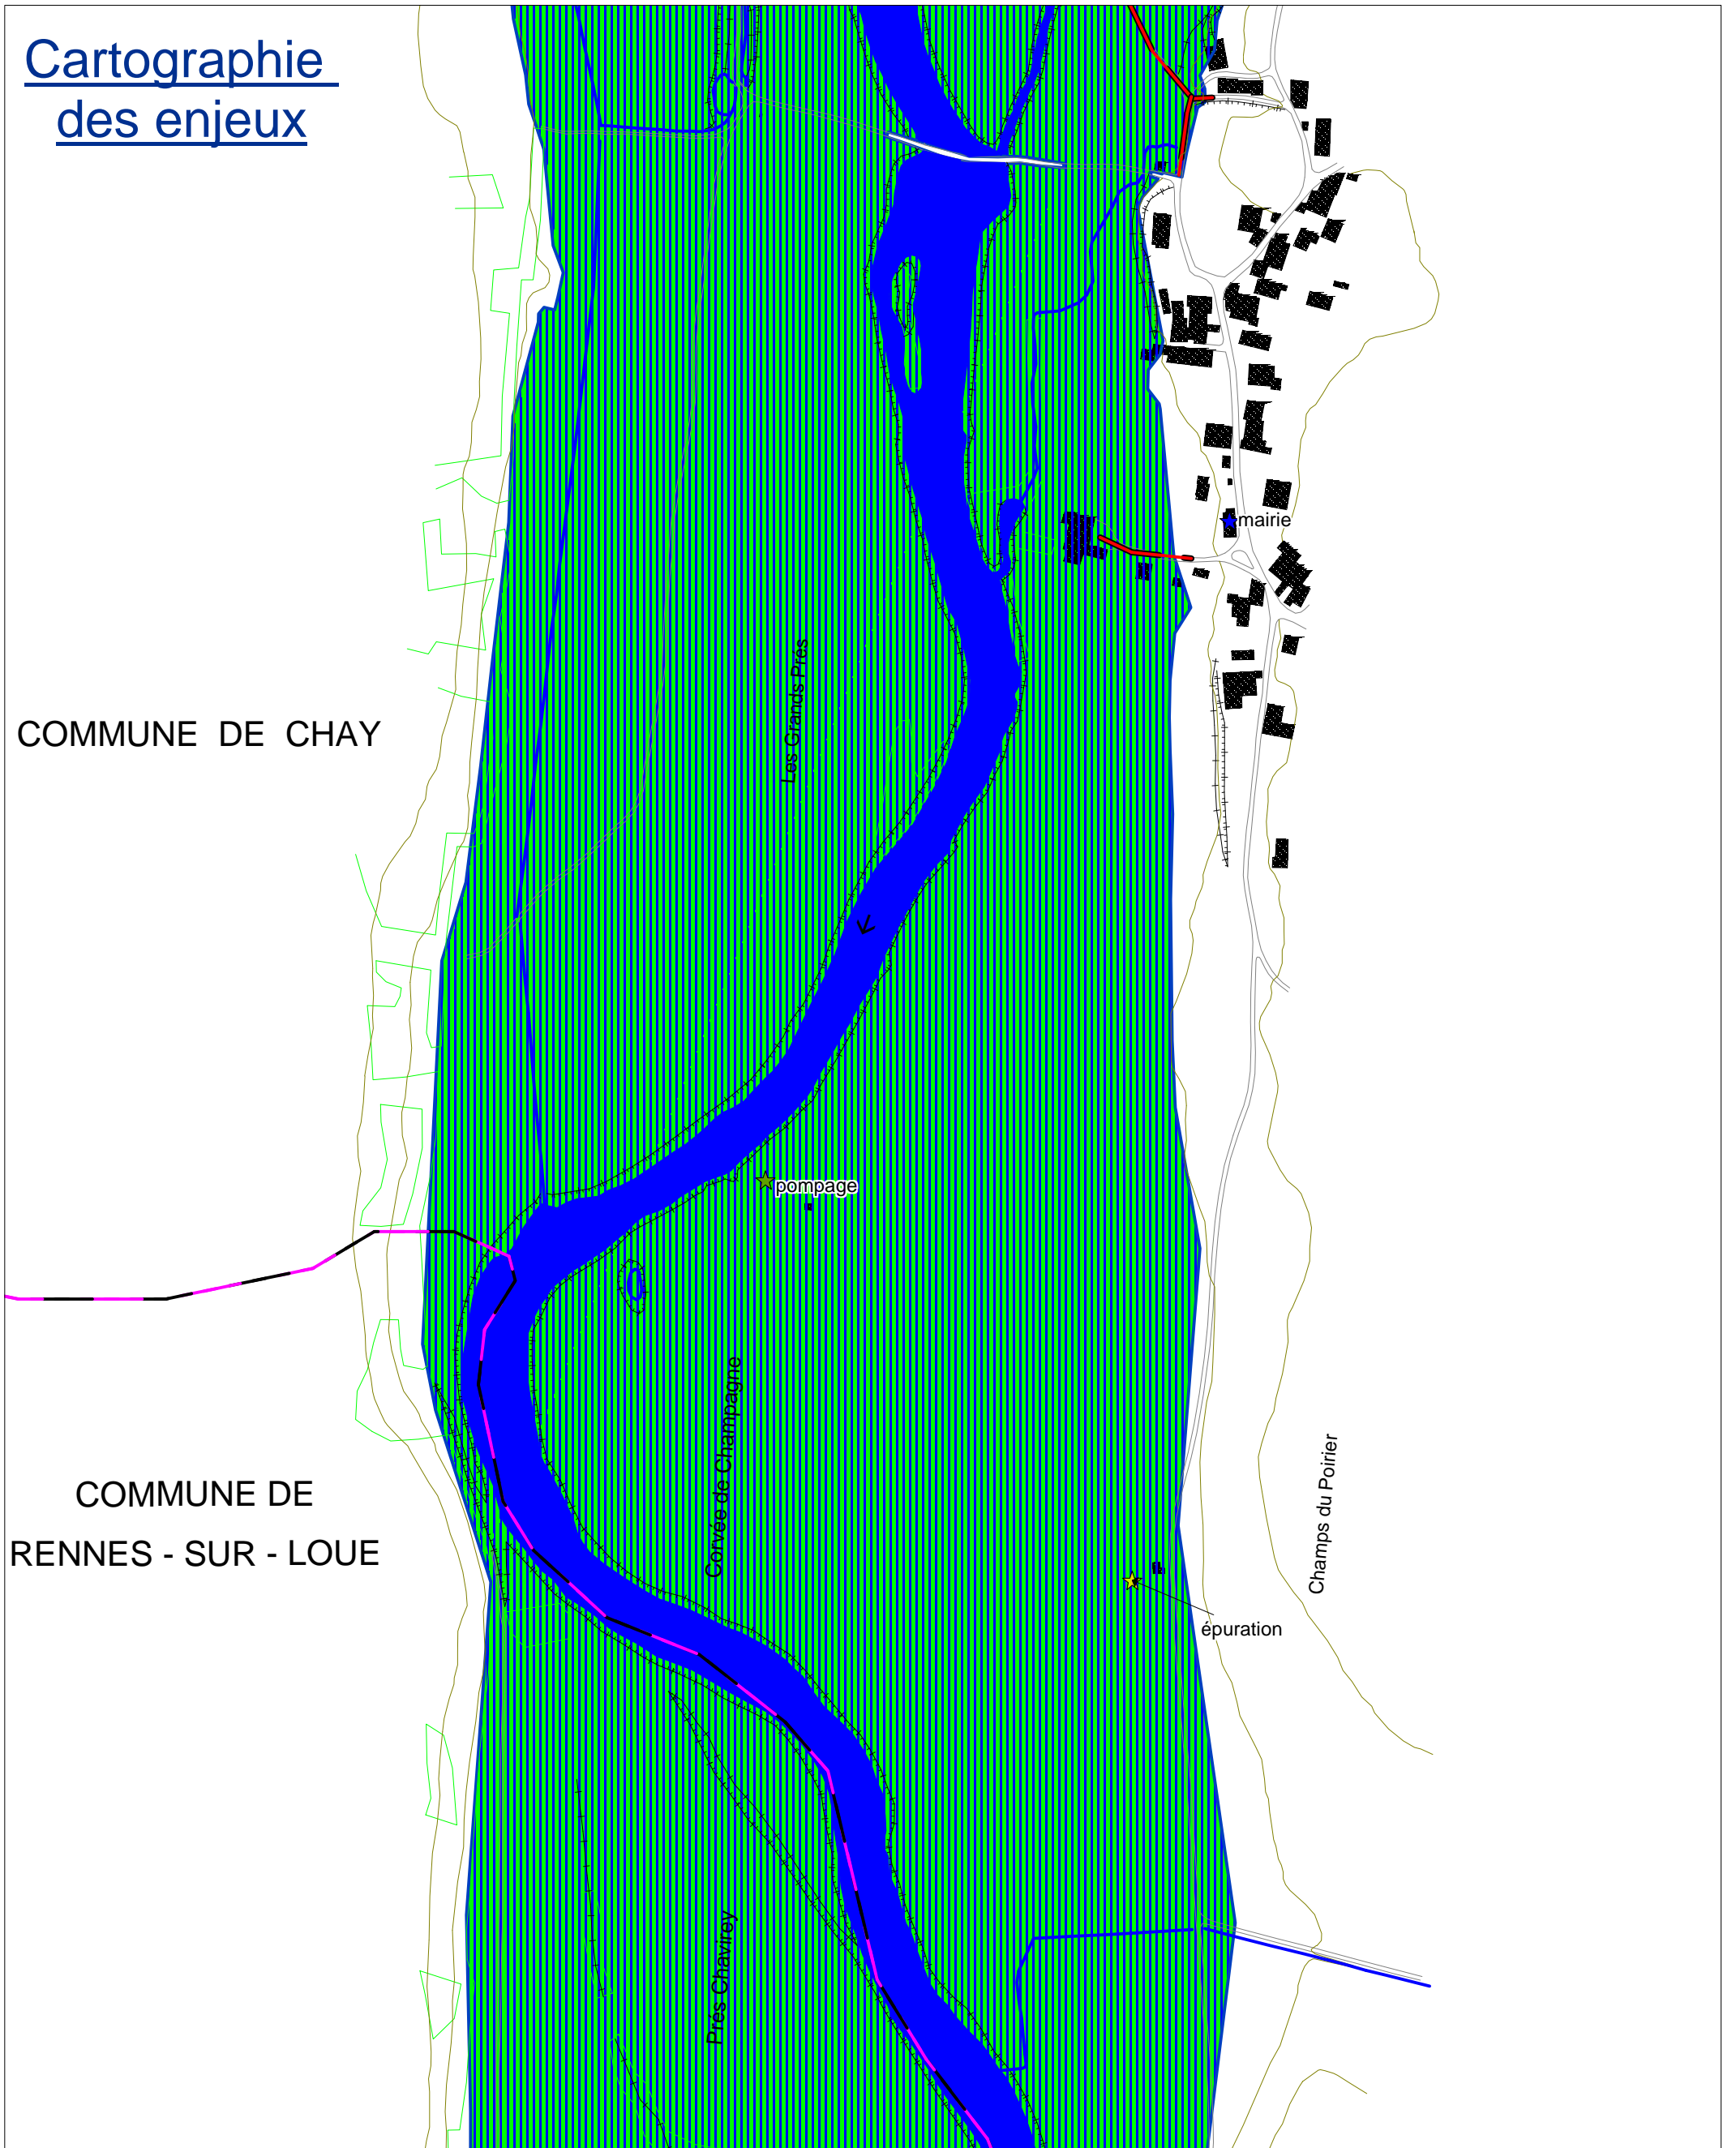 Cartographie
des enjeux
mairie
Les Grands Prés
COMMUNE DE CHAY
pompage
Corvée de Champagne
Champs du Poirier
COMMUNE DE
RENNES - SUR - LOUE
épuration
Prés Chavirey